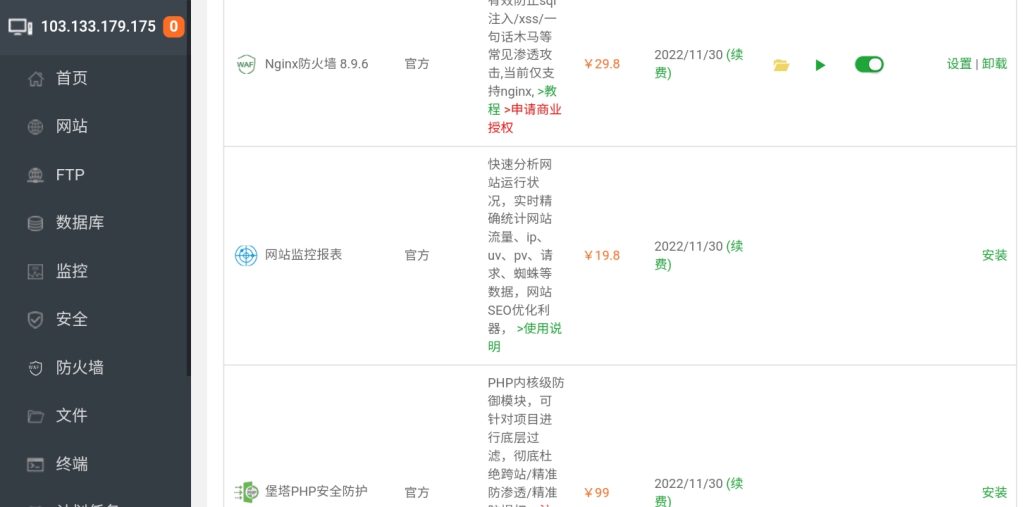 103.133.179.175 0
首页
网站
FTP
数据库
监控
安全
防火墙
文件
终端
有效防止sql
注入/xss/一
句话木马等
常见渗透攻
击,当前仅支
持nginx, >教
程 >申请商业
授权
Nginx防火墙 8.9.6
官方
￥29.8
2022/11/30 (续
费)
设置 | 卸载
网站监控报表
官方
快速分析网
站运行状
况，实时精
确统计网站
流量、ip、
uv、pv、请
求、蜘蛛等
数据，网站
SEO优化利
器， >使用说
明
￥19.8
2022/11/30 (续
费)
安装
堡塔PHP安全防护
官方
PHP内核级防
御模块，可
针对项目进
行底层过
滤，彻底杜
绝跨站/精准
防渗透/精准
￥99
2022/11/30 (续
费)
安装